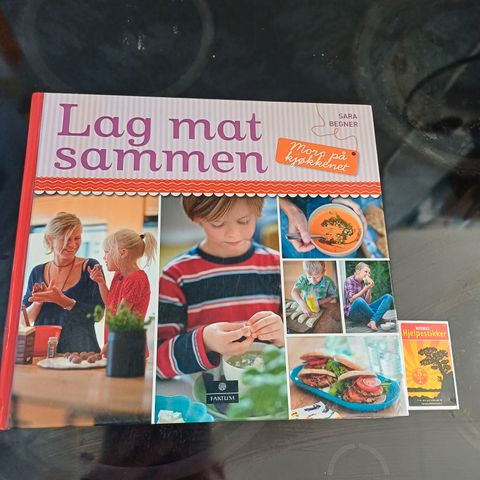 Lag mat
sammen
SARA
BEGNER
Moro på
kjøkkenet
FAKTUM
Hjelpestikker